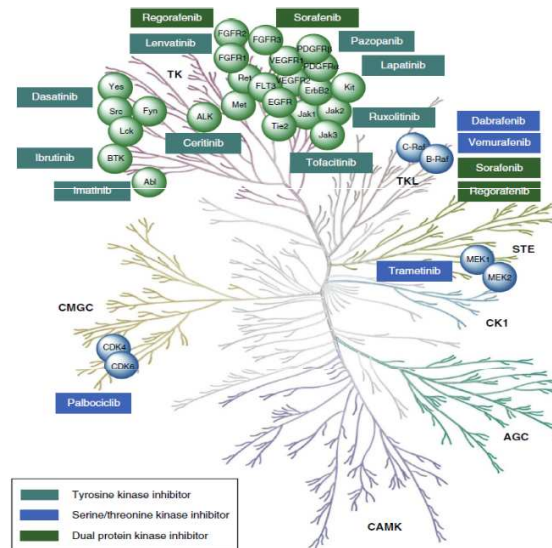 Regorafenib
Sorafenib
Lenvatinib
Pazopanib
Lapatinib
TK
FGFR2
FGFR3
FGFR1
VEGFR1
PDGFRβ
PDGFRα
Ret
FLT3
VEGFR2
ErbB2
Kit
Met
EGFR
Jak1
Jak2
Tie2
Jak3
Dasatinib
Yes
Src
Fyn
Lck
ALK
BTK
Abl
Ibrutinib
Imatinib
Ceritinib
Tofacitinib
Ruxolitinib
Dabrafenib
Vemurafenib
Sorafenib
Regorafenib
C-Raf
B-Raf
TKL
STE
Trametinib
MEK1
MEK2
CK1
CMGC
CDK4
CDK6
Palbociclib
AGC
CAMK
Tyrosine kinase inhibitor
Serine/threonine kinase inhibitor
Dual protein kinase inhibitor